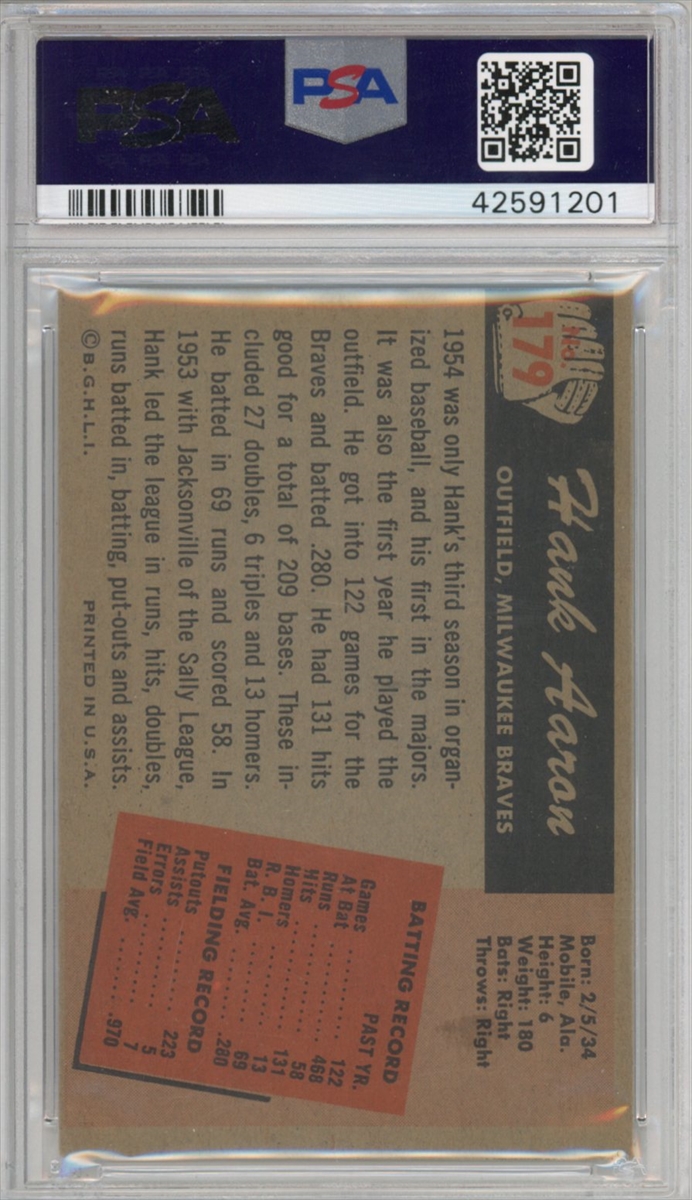 PSA
PSA
42591201
No.
179
Hank Aaron
OUTFIELD, MILWAUKEE BRAVES
Born: 2/5/34
Mobile, Ala.
Height: 6
Weight: 180
Bats: Right
Throws: Right
1954 was only Hank's third season in organ-
ized baseball, and his first in the majors.
It was also the first year he played the
outfield. He got into 122 games for the
Braves and batted .280. He had 131 hits
good for a total of 209 bases. These in-
cluded 27 doubles, 6 triples and 13 homers.
He batted in 69 runs and scored 58. In
1953 with Jacksonville of the Sally League,
Hank led the league in runs, hits, doubles,
runs batted in, batting, put-outs and assists.
©B.G.H.L.I. PRINTED IN U.S.A.
BATTING RECORD
PAST YR.
Games 122
At Bat 468
Runs 58
Hits 131
Homers 13
R. B. I. 69
Bat. Avg. .280
FIELDING RECORD
Putouts 223
Assists 5
Errors 7
Field Avg. .970